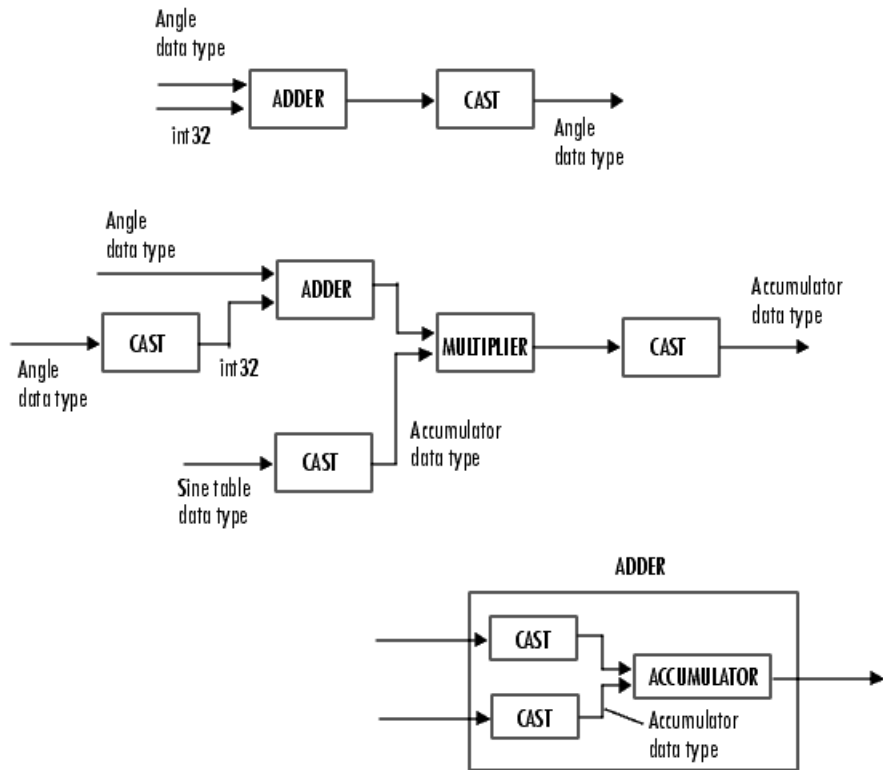 Angle
data type
ADDER
CAST
int32
Angle
data type
Angle
data type
ADDER
Accumulator
data type
CAST
int32
MULTIPLIER
CAST
Angle
data type
Accumulator
data type
CAST
Sine table
data type
ADDER
CAST
ACCUMULATOR
CAST
Accumulator
data type